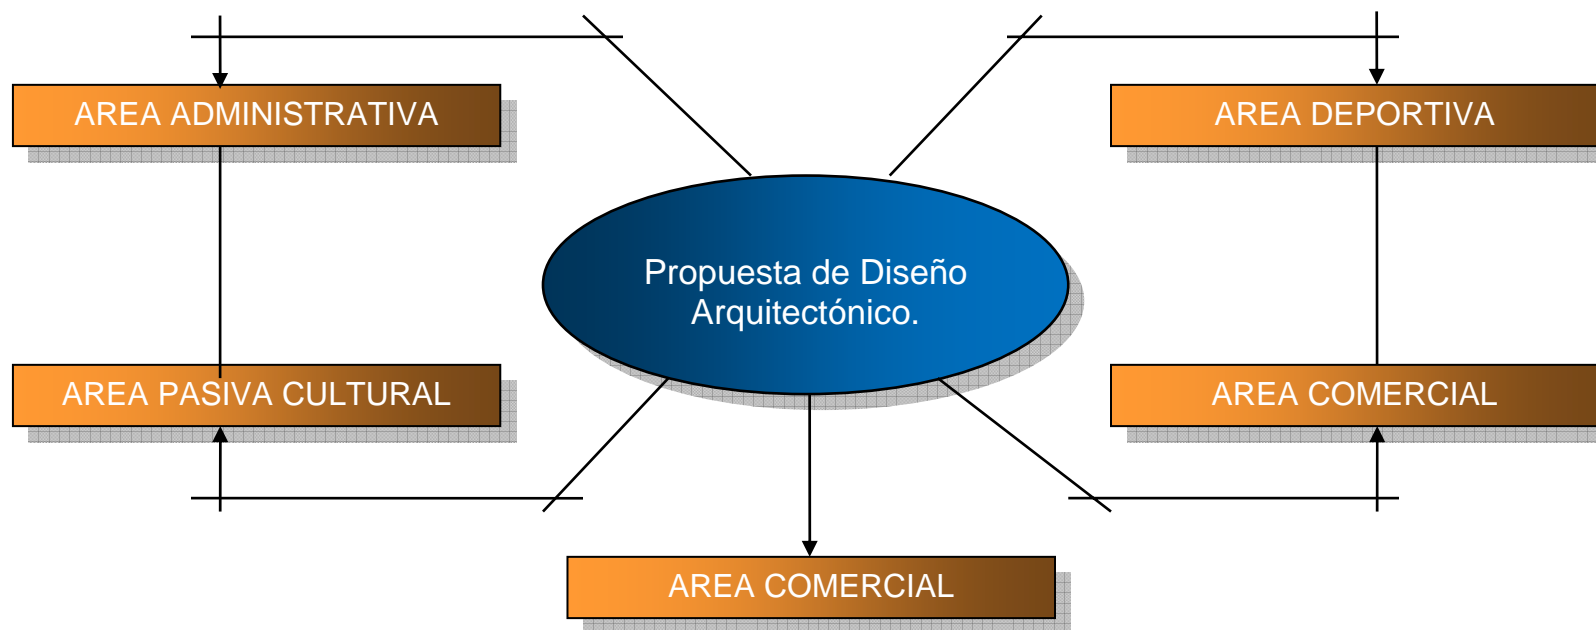 AREA ADMINISTRATIVA
AREA DEPORTIVA
Propuesta de Diseño
Arquitectónico.
AREA PASIVA CULTURAL
AREA COMERCIAL
AREA COMERCIAL